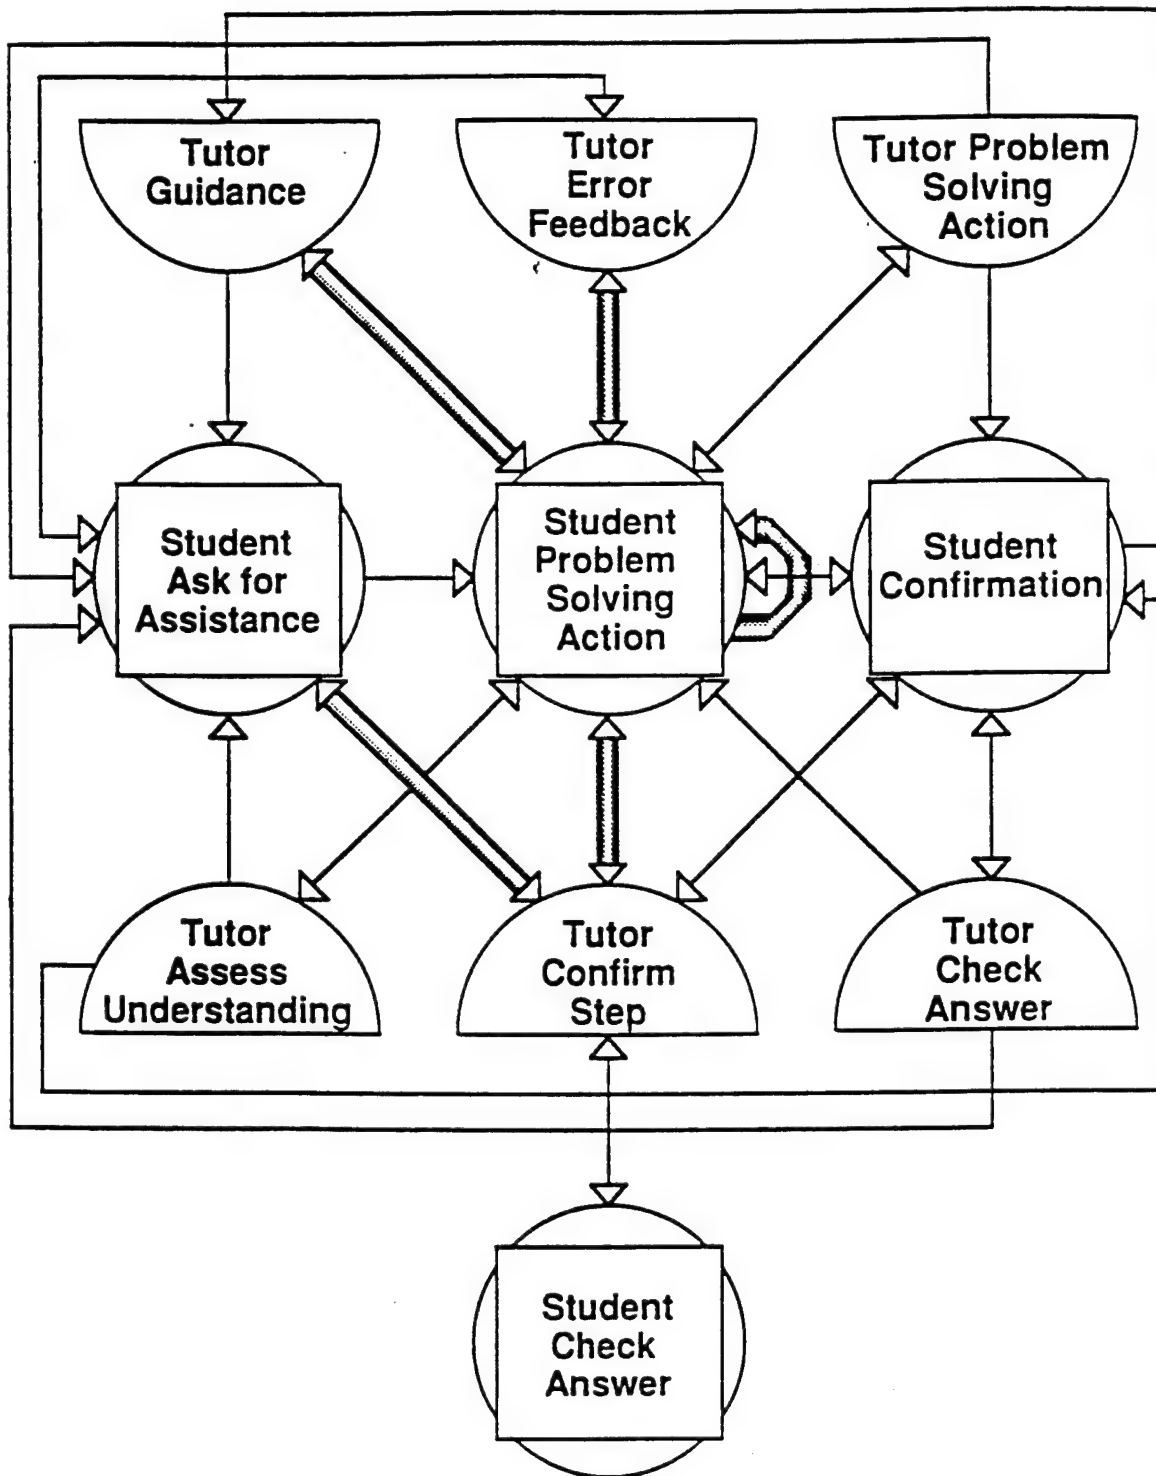 Tutor
Guidance
Tutor
Error
Feedback
Tutor Problem
Solving
Action
Student
Ask for
Assistance
Student
Problem
Solving
Action
Student
Confirmation
Tutor
Assess
Understanding
Tutor
Confirm
Step
Tutor
Check
Answer
Student
Check
Answer